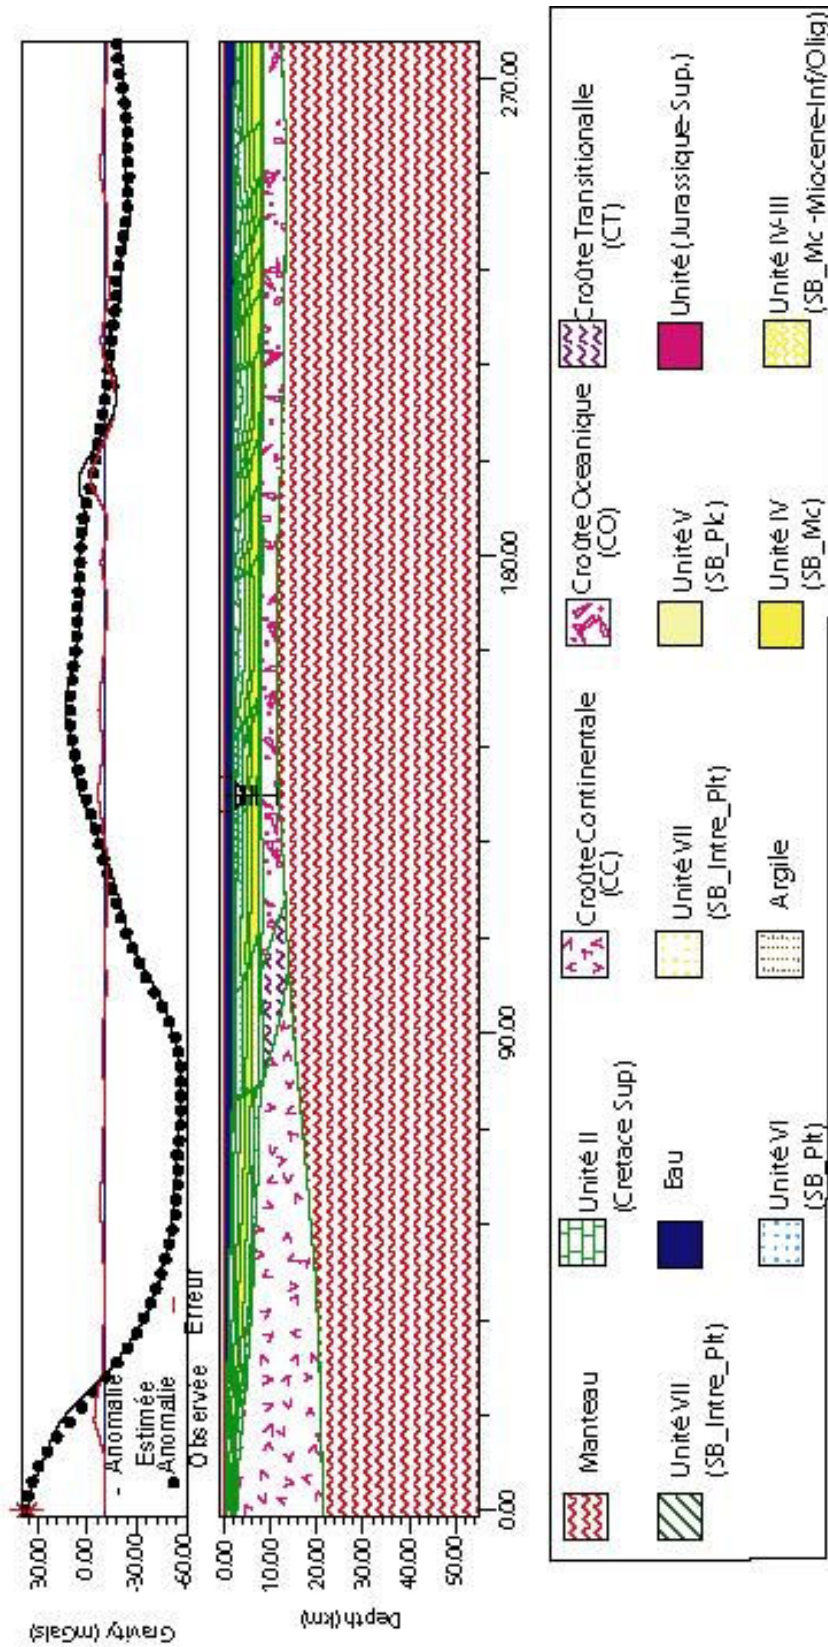 Gravity (mGals)
30.00
0.00
-30.00
-60.00
- Anomalie
Estimée
Anomalie
Observée
Erreur
Depth (km)
0.00
10.00
20.00
30.00
40.00
50.00
0.00
90.00
180.00
270.00
Manteau
Unité II
(Cretace Sup)
Croûte Continentale
(CC)
Croûte Oceanique
(CO)
Croûte Transitionalle
(CT)
Unité VII
(SB_Intre_Plt)
Eau
Unité VII
(SB_Intre_Plt)
Unité V
(SB_Plc)
Unité (Jurassique-Sup.)
Unité VI
(SB_Plt)
Argile
Unité IV
(SB_Mc)
Unité IV-III
(SB_Mc -Miocene-Inf/Olig)